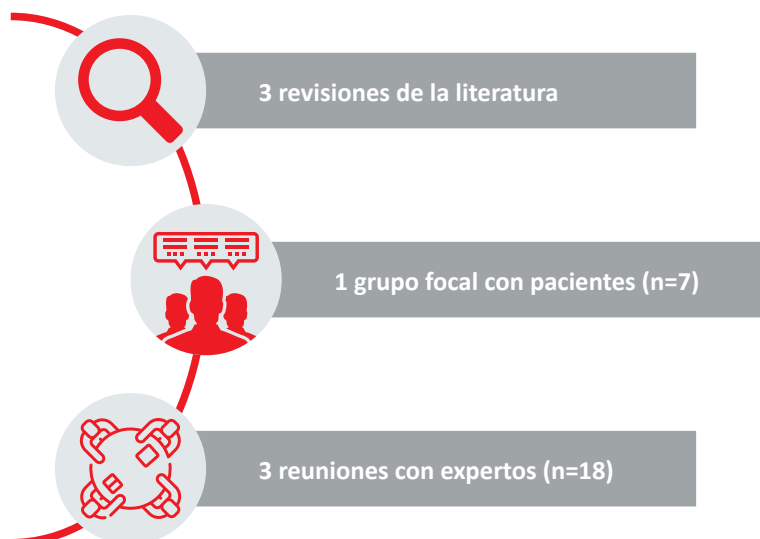 3 revisiones de la literatura
1 grupo focal con pacientes (n=7)
3 reuniones con expertos (n=18)